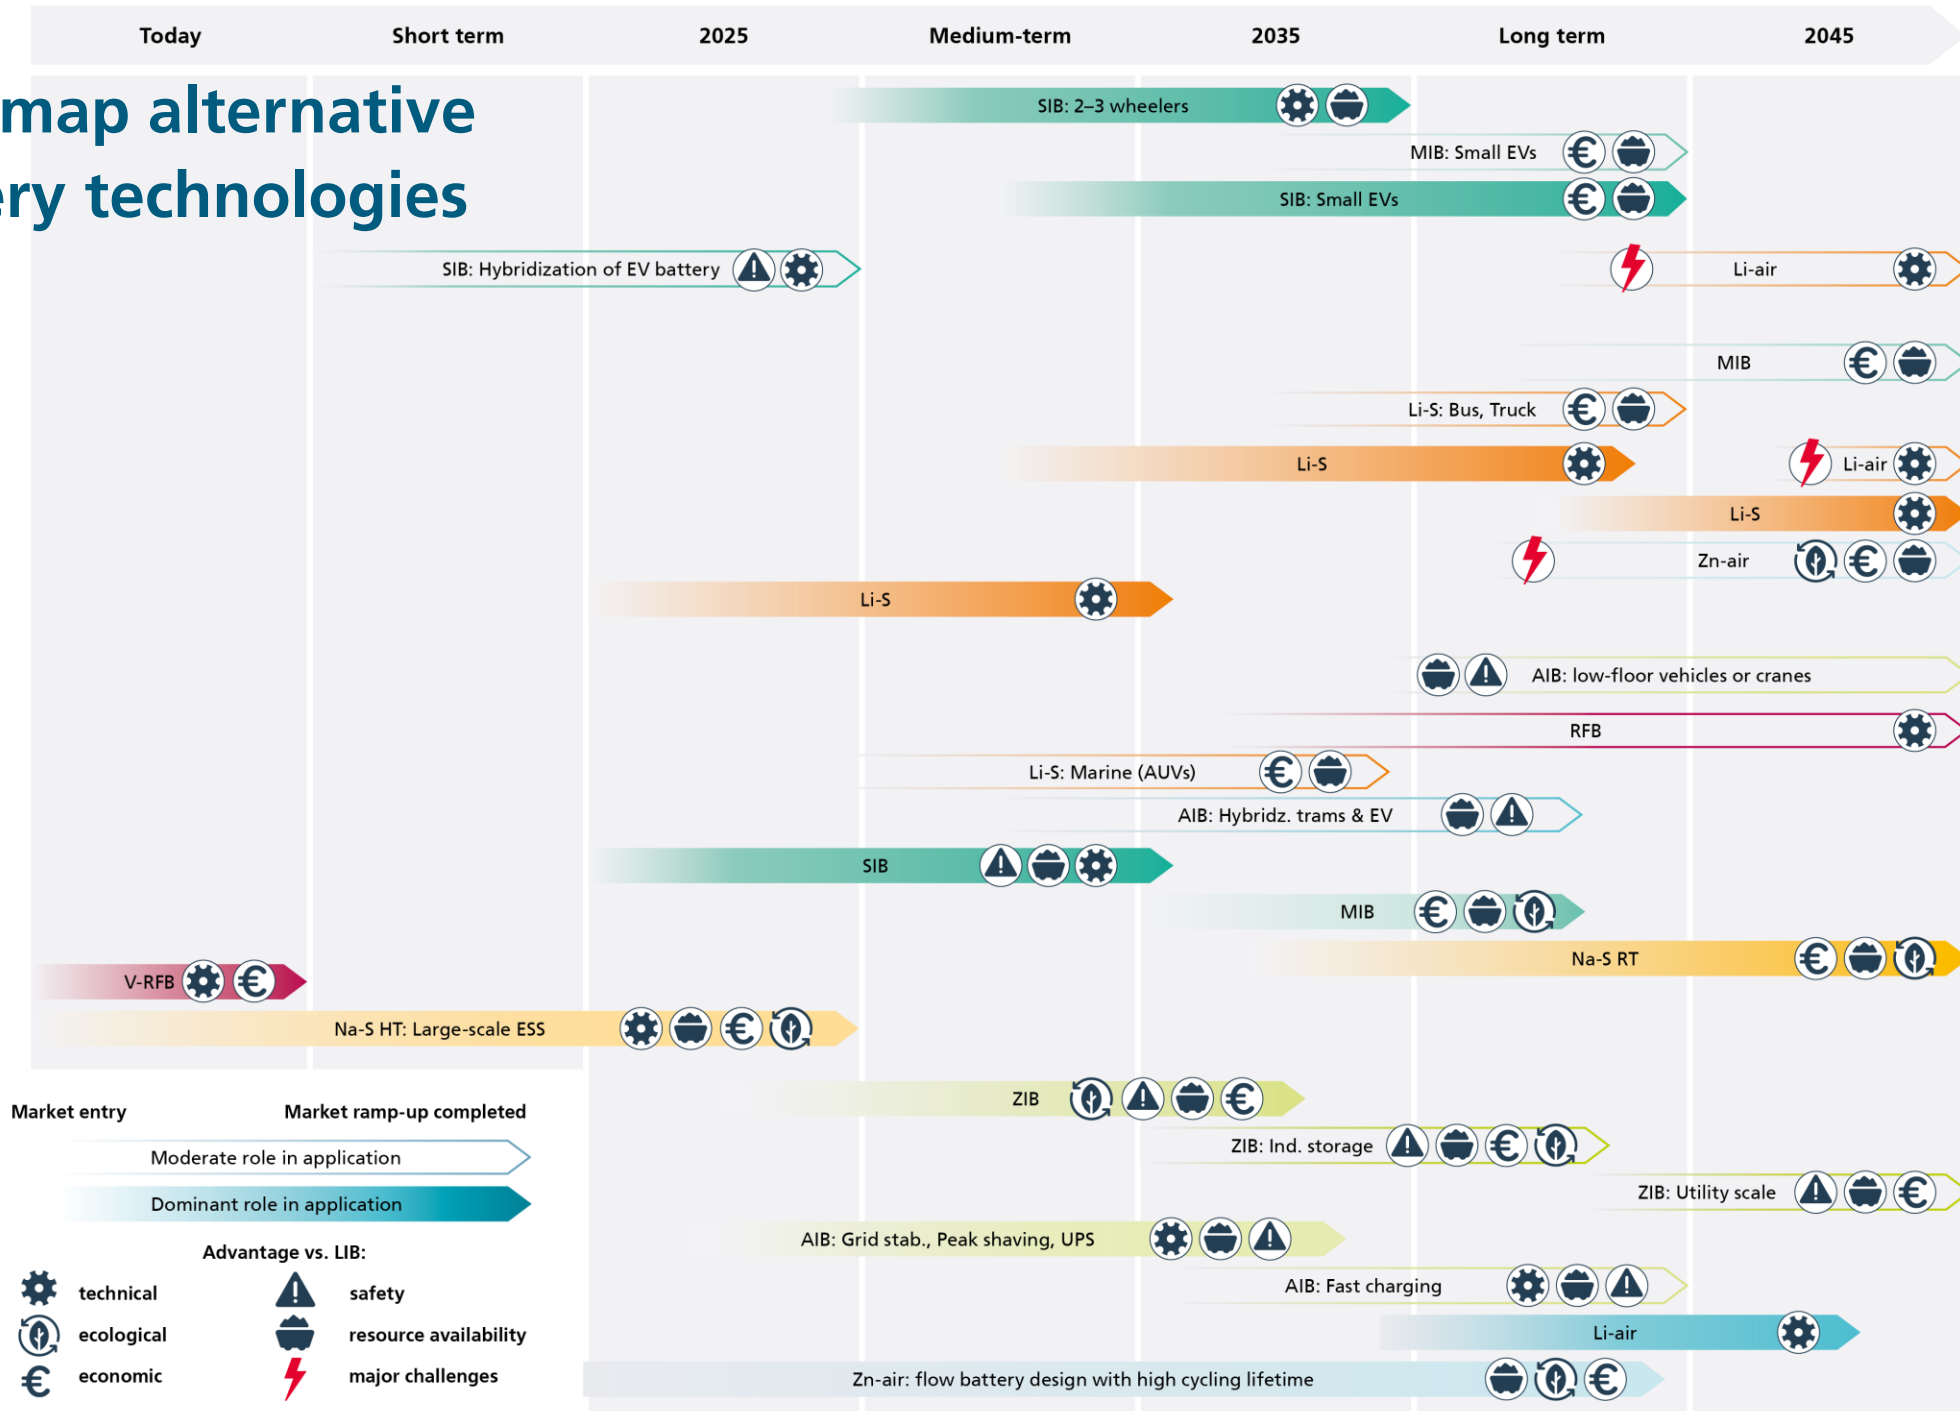 Today Short term 2025 Medium-term 2035 Long term 2045
map alternative
ery technologies
SIB: 2–3 wheelers
MIB: Small EVs
SIB: Small EVs
SIB: Hybridization of EV battery
Li-air
MIB
Li-S: Bus, Truck
Li-S
Li-air
Li-S
Zn-air
Li-S
AIB: low-floor vehicles or cranes
RFB
Li-S: Marine (AUVs)
AIB: Hybridz. trams & EV
SIB
MIB
Na-S RT
V-RFB
Na-S HT: Large-scale ESS
ZIB
ZIB: Ind. storage
ZIB: Utility scale
AIB: Grid stab., Peak shaving, UPS
AIB: Fast charging
Li-air
Zn-air: flow battery design with high cycling lifetime
Market entry Market ramp-up completed
Moderate role in application
Dominant role in application
Advantage vs. LIB:
technical safety
ecological resource availability
€ economic major challenges